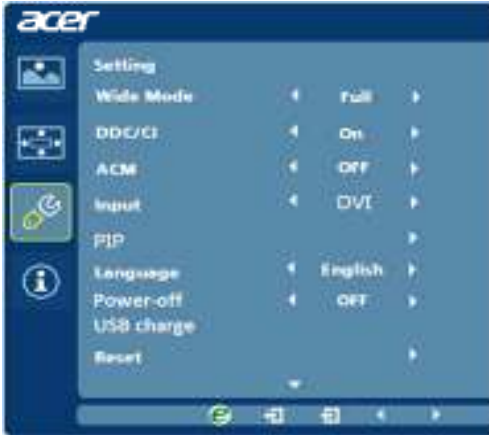 acer
Setting
Wide Mode Full
DDC/CI On
ACM OFF
Input DVI
PIP
Language English
Power-off OFF
USB charge
Reset